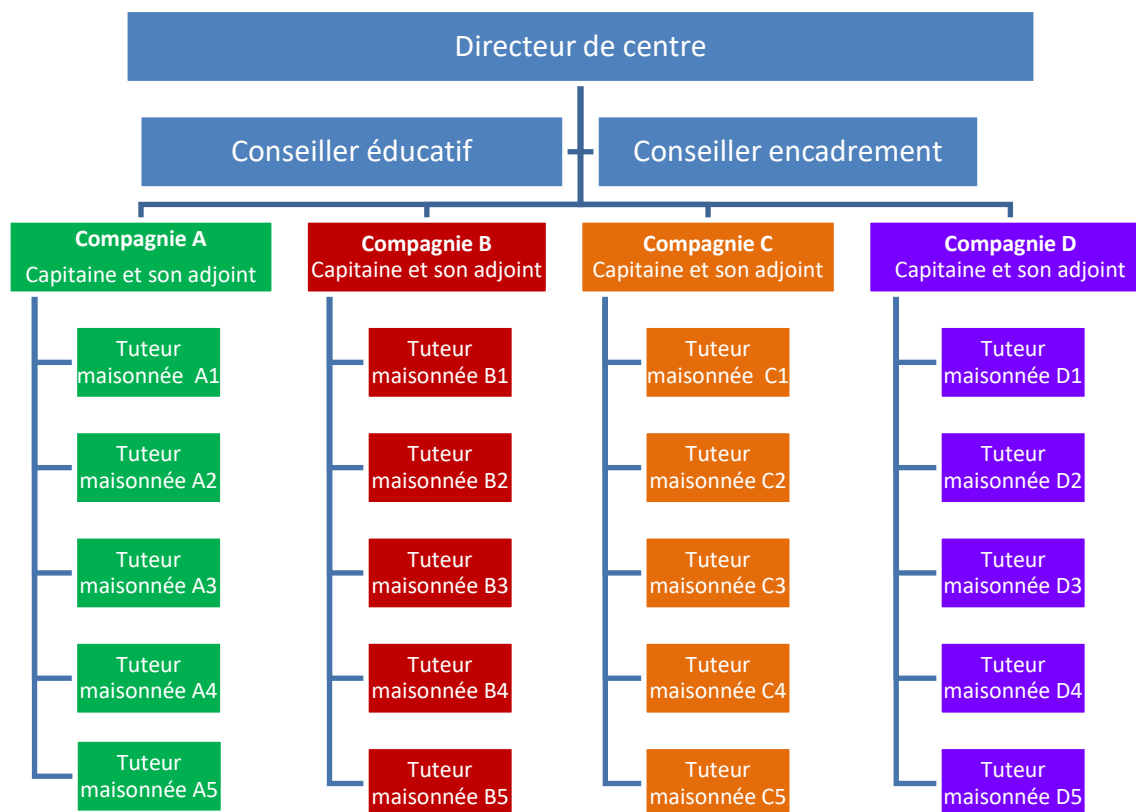 Directeur de centre
Conseiller éducatif
Conseiller encadrement
Compagnie A
Capitaine et son adjoint
Compagnie B
Capitaine et son adjoint
Compagnie C
Capitaine et son adjoint
Compagnie D
Capitaine et son adjoint
Tuteur
maisonnée A1
Tuteur
maisonnée B1
Tuteur
maisonnée C1
Tuteur
maisonnée D1
Tuteur
maisonnée A2
Tuteur
maisonnée B2
Tuteur
maisonnée C2
Tuteur
maisonnée D2
Tuteur
maisonnée A3
Tuteur
maisonnée B3
Tuteur
maisonnée C3
Tuteur
maisonnée D3
Tuteur
maisonnée A4
Tuteur
maisonnée B4
Tuteur
maisonnée C4
Tuteur
maisonnée D4
Tuteur
maisonnée A5
Tuteur
maisonnée B5
Tuteur
maisonnée C5
Tuteur
maisonnée D5